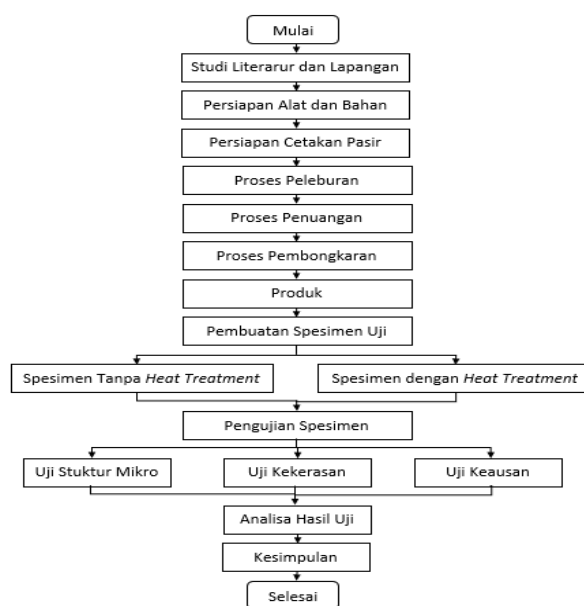 Mulai
Studi Literarur dan Lapangan
Persiapan Alat dan Bahan
Persiapan Cetakan Pasir
Proses Peleburan
Proses Penuangan
Proses Pembongkaran
Produk
Pembuatan Spesimen Uji
Spesimen Tanpa Heat Treatment
Spesimen dengan Heat Treatment
Pengujian Spesimen
Uji Stuktur Mikro
Uji Kekerasan
Uji Keausan
Analisa Hasil Uji
Kesimpulan
Selesai